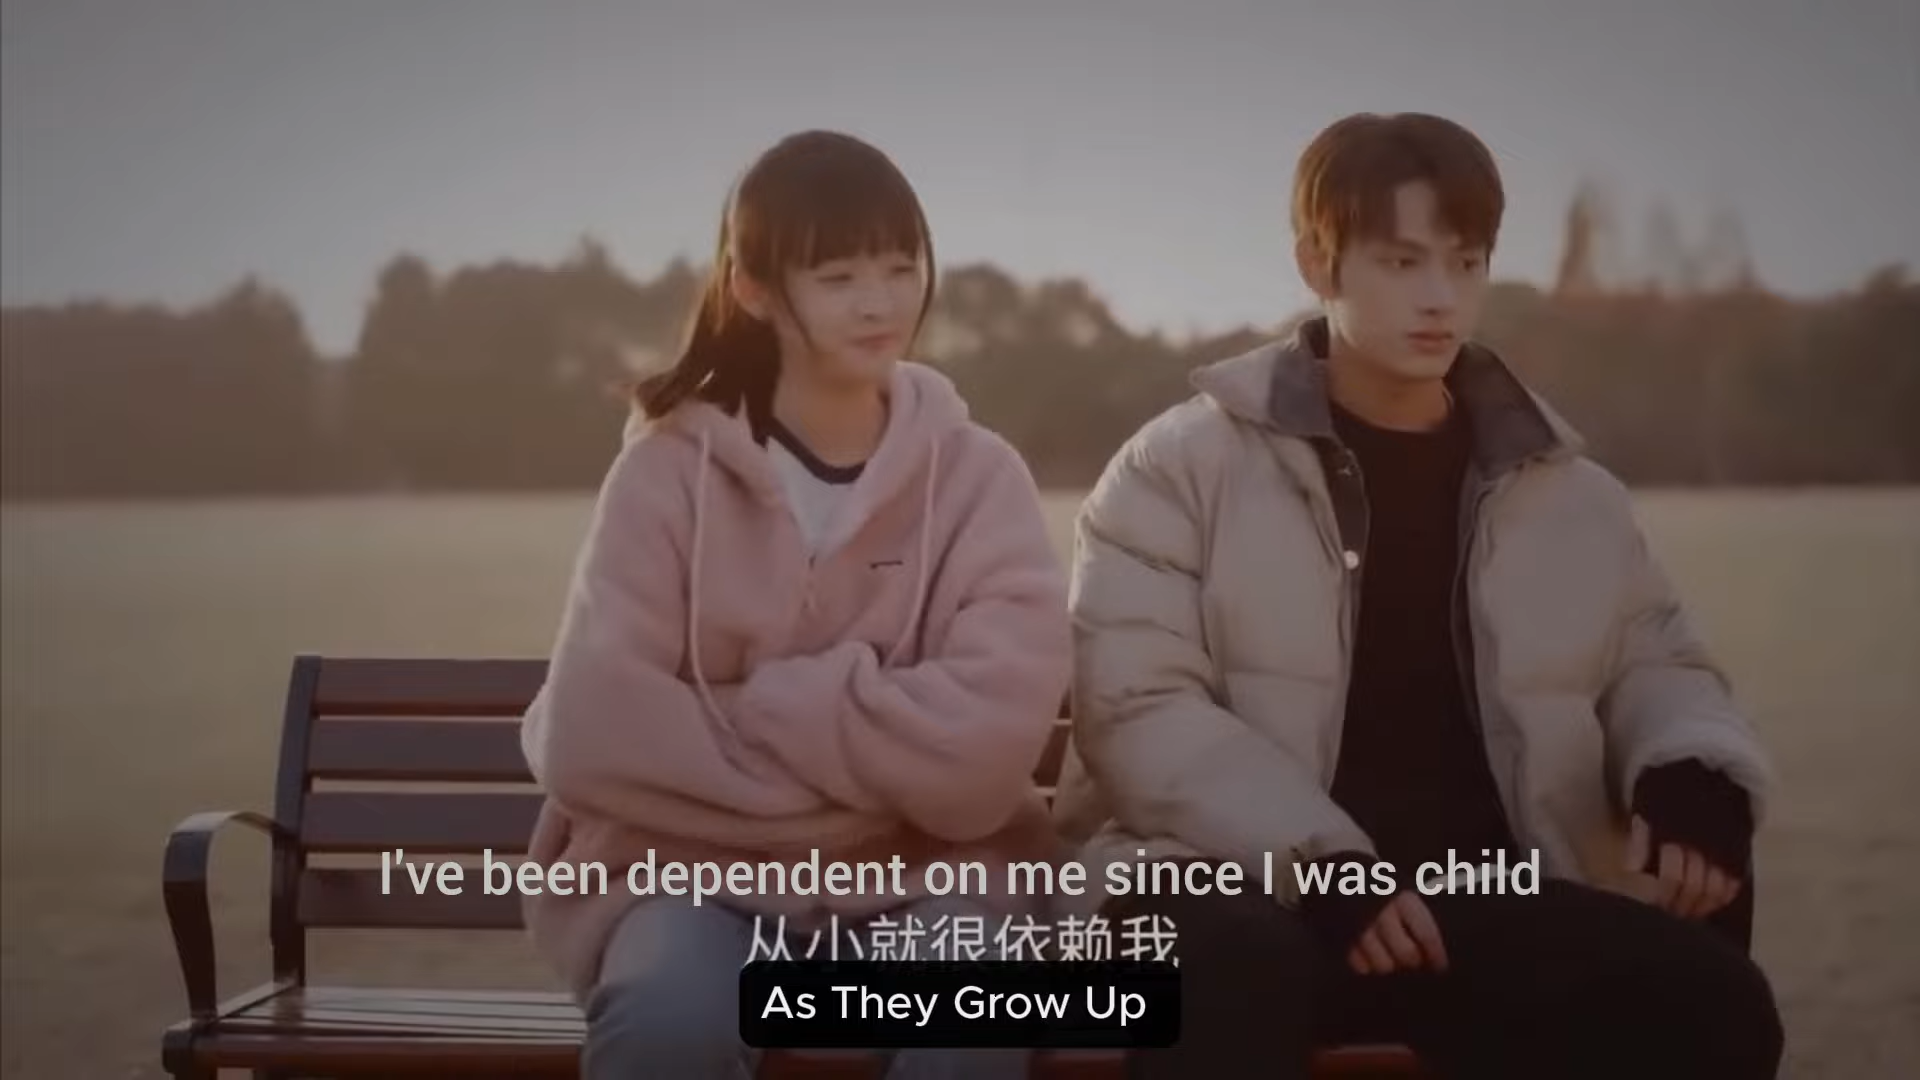 I've been dependent on me since I was child
从小就很依赖我
As They Grow Up